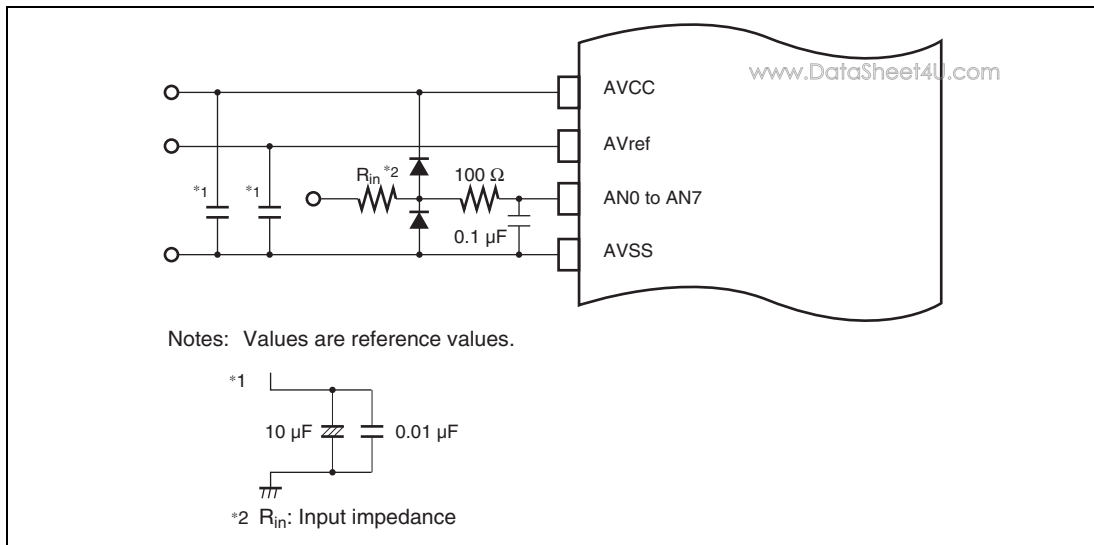 www.DataSheet4U.com
AVCC
AVref
Rin *2
100 Ω
*1
*1
AN0 to AN7
0.1 μF
AVSS
Notes: Values are reference values.
*1
10 μF
0.01 μF
*2 Rin: Input impedance